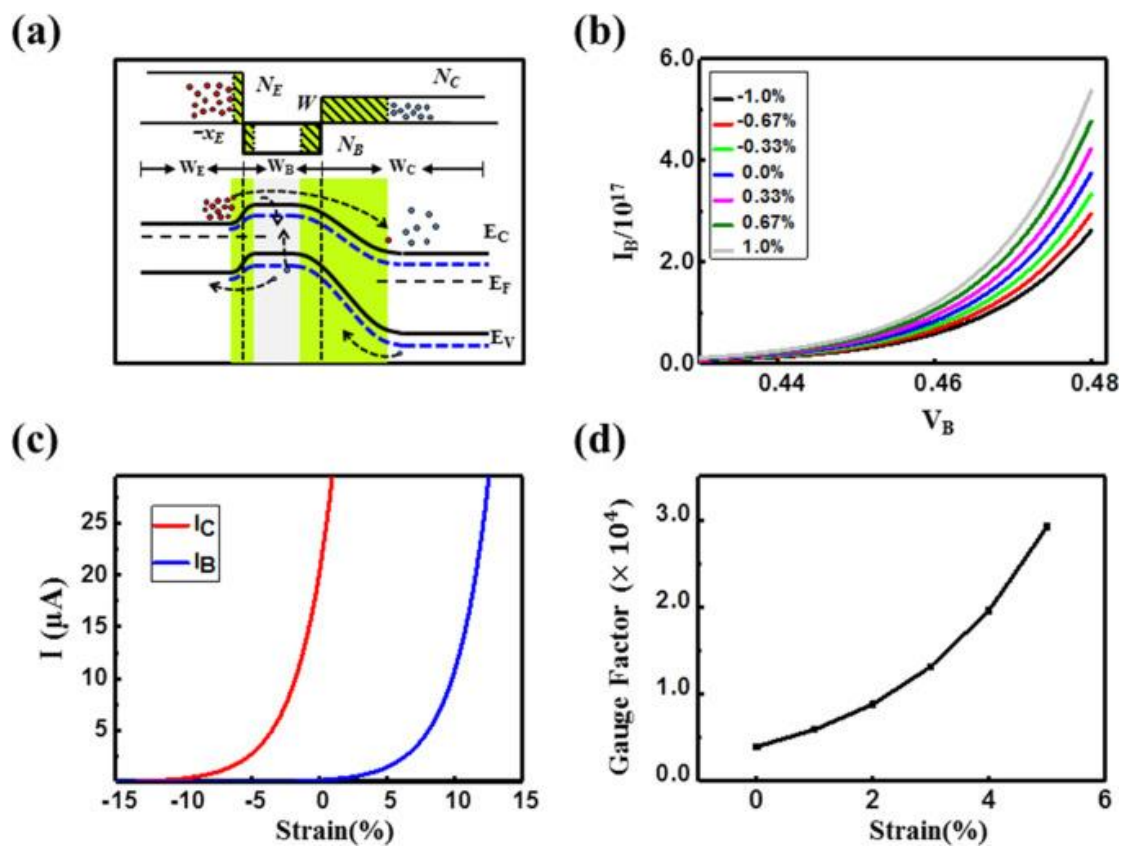 (a)
N_E
N_C
W
-x_E
N_B
W_E
W_B
W_C
E_C
E_F
E_V
(b)
I_B/10^17
6.0
4.0
2.0
0.0
-1.0%
-0.67%
-0.33%
0.0%
0.33%
0.67%
1.0%
0.44
0.46
0.48
V_B
(c)
I (μA)
25
20
15
10
5
I_C
I_B
-15
-10
-5
0
5
10
15
Strain(%)
(d)
Gauge Factor (× 10^4)
3.0
2.0
1.0
0.0
0
2
4
6
Strain(%)